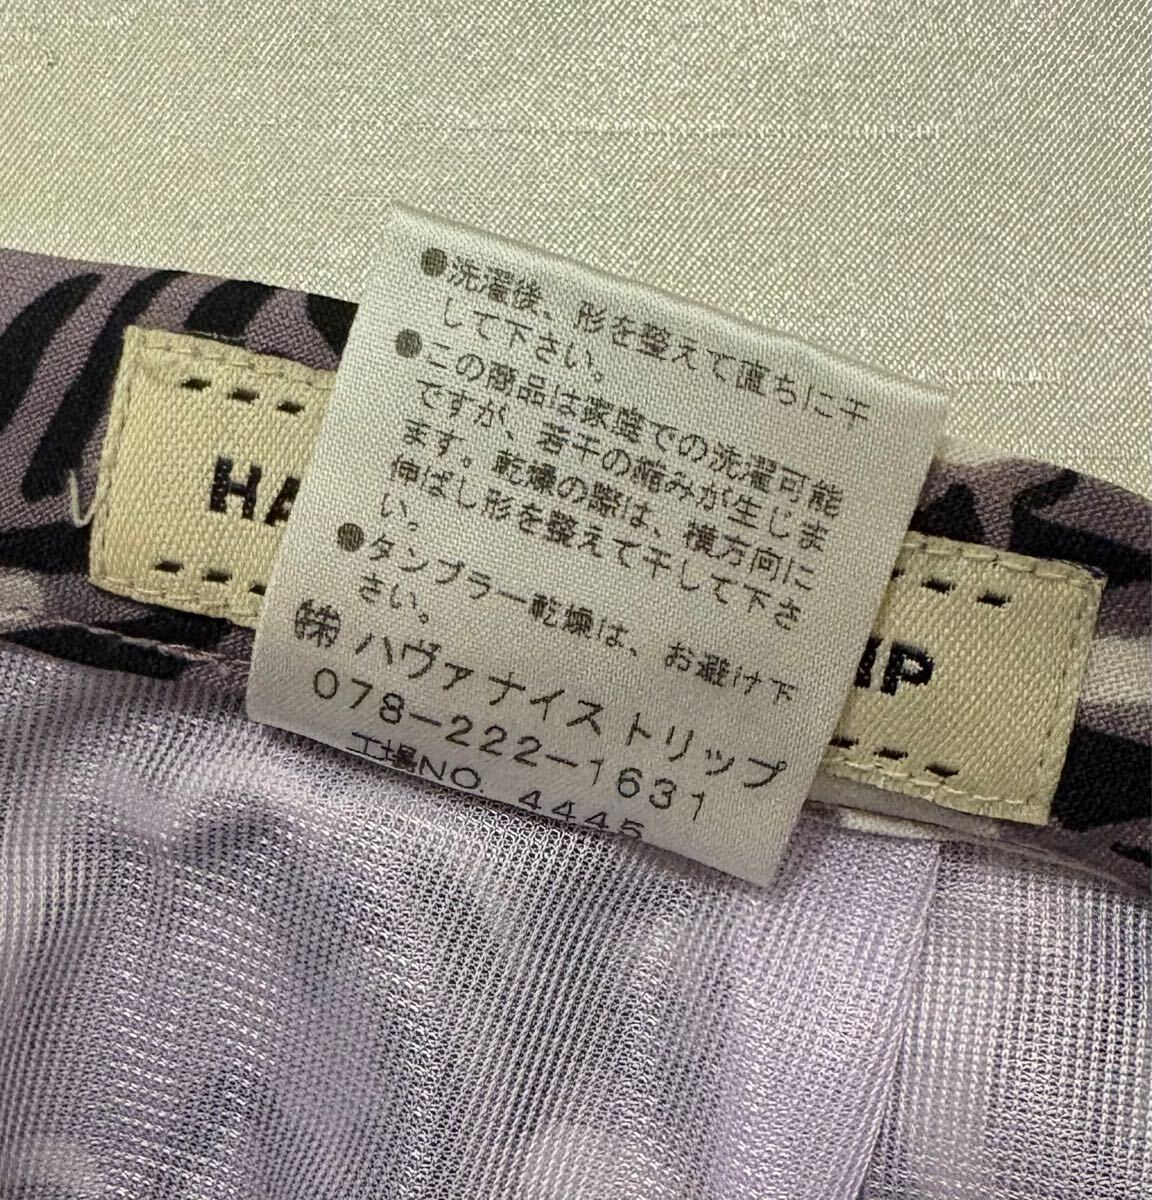 ●洗濯後、形を整えて直ちに干
して下さい。
●この商品は家庭での洗濯可能
ですが、若干の縮みが生じま
ます。乾燥の際は、横方向に
伸ばし形を整えて干して下さ
い。
●タンブラー乾燥は、お避け下
さい。
㈱ハヴァナイストリップ
078-222-1631
工場NO. 4445